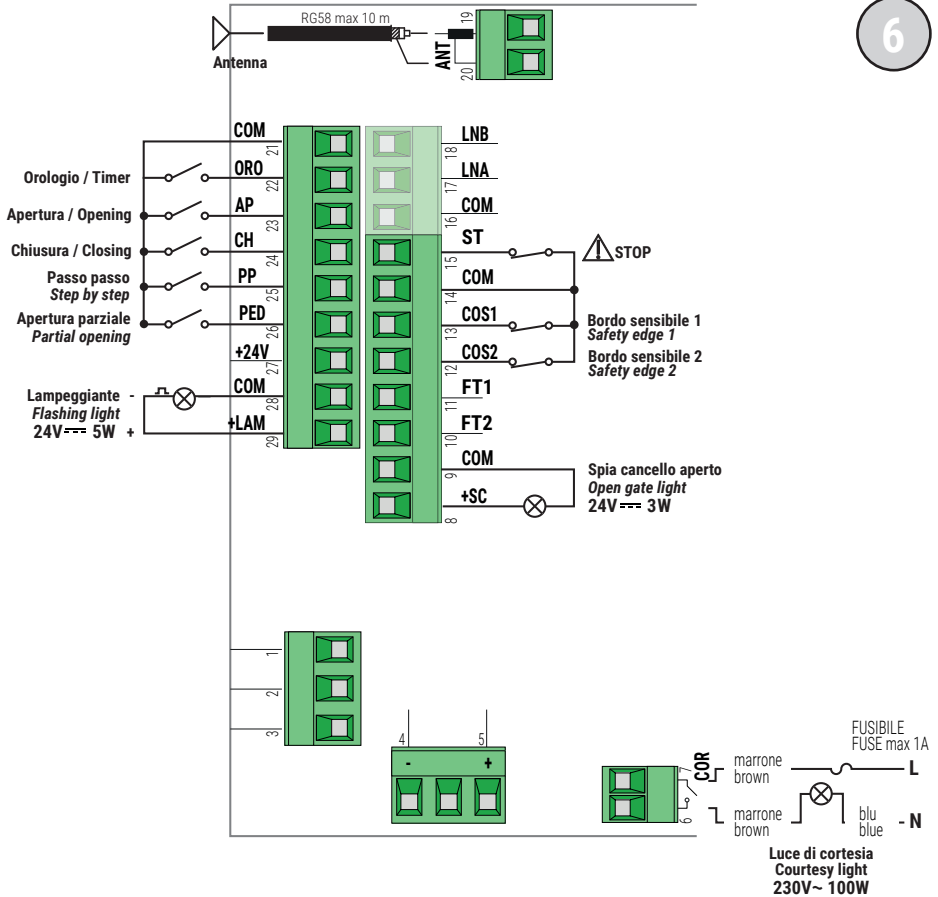 6
RG58 max 10 m
Antenna
ANT
19
20
COM
21
Orologio / Timer
ORO
22
Apertura / Opening
AP
23
Chiusura / Closing
CH
24
Passo passo
Step by step
PP
25
Apertura parziale
Partial opening
PED
26
+24V
27
Lampeggiante -
Flashing light
24V 5W +
COM
28
+LAM
29
LNB
18
LNA
17
COM
16
ST
15
STOP
COM
14
COS1
13
Bordo sensibile 1
Safety edge 1
COS2
12
Bordo sensibile 2
Safety edge 2
FT1
11
FT2
10
COM
9
Spia cancello aperto
Open gate light
24V 3W
+SC
8
1
2
3
4
5
- +
COR
7
6
marrone
brown
FUSIBILE
FUSE max 1A
L
marrone
brown
blu
blue
- N
Luce di cortesia
Courtesy light
230V~ 100W